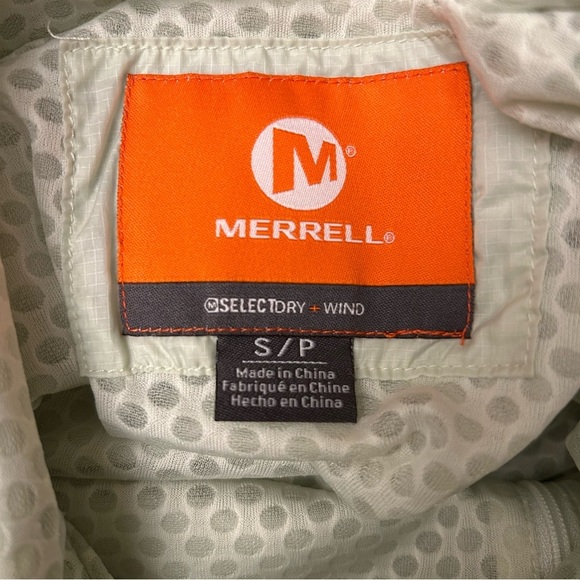 M®
MERRELL®
M SELECTDRY + WIND
S/P
Made in China
Fabriqué en Chine
Hecho en China